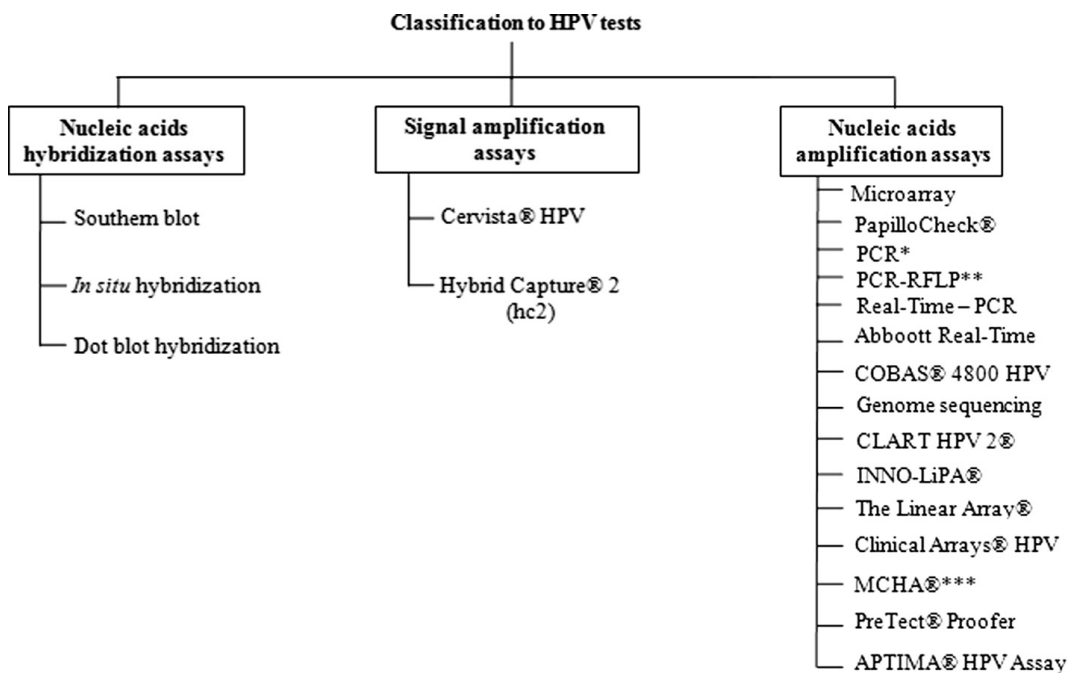 Classification to HPV tests
Nucleic acids
hybridization assays
Southern blot
In situ hybridization
Dot blot hybridization
Signal amplification
assays
Cervista® HPV
Hybrid Capture® 2
(hc2)
Nucleic acids
amplification assays
Microarray
PapilloCheck®
PCR*
PCR-RFLP**
Real-Time – PCR
Abboott Real-Time
COBAS® 4800 HPV
Genome sequencing
CLART HPV 2®
INNO-LiPA®
The Linear Array®
Clinical Arrays® HPV
MCHA®***
PreTect® Proofer
APTIMA® HPV Assay